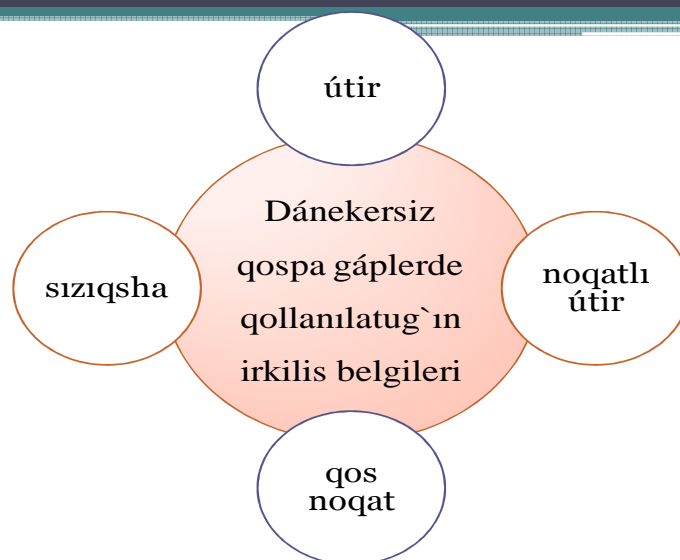 útir
Dánekersiz
qospa gáplerde
qollanılatug`ın
irkilis belgileri
sızıqsha
noqatlı
útir
qos
noqat